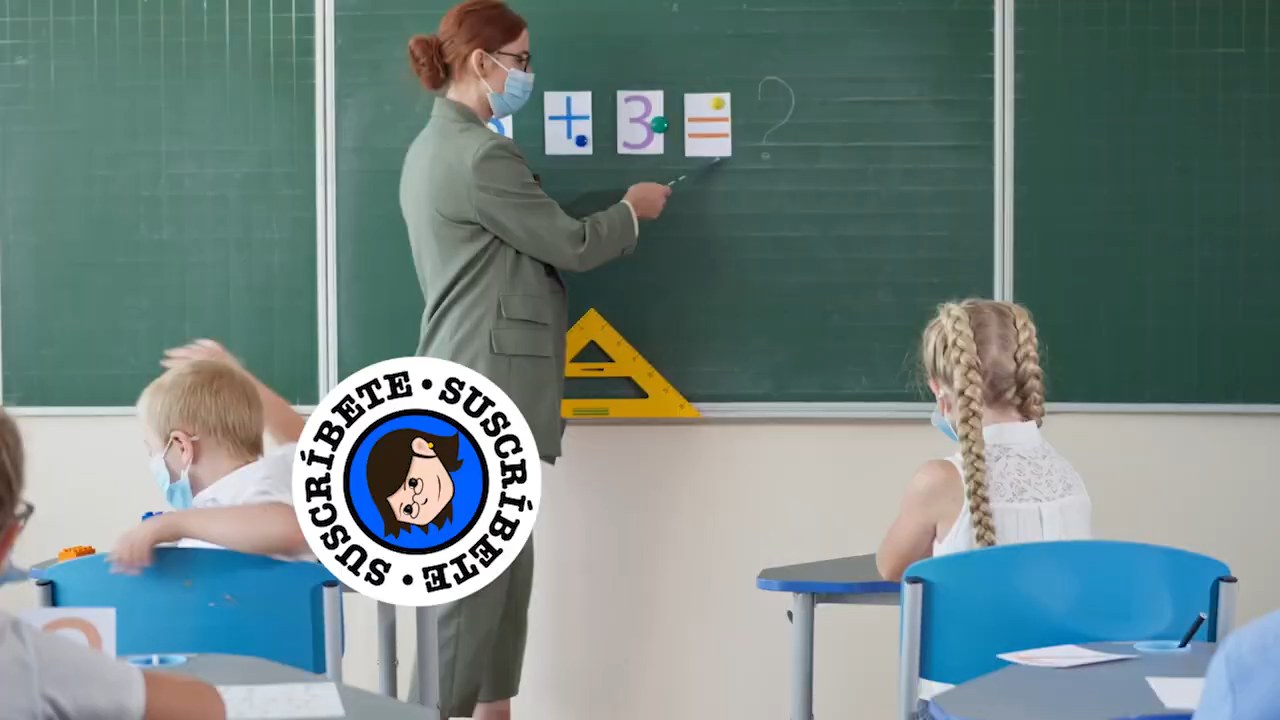 + 3 = ?
SUSCRÍBETE • SUSCRÍBETE •